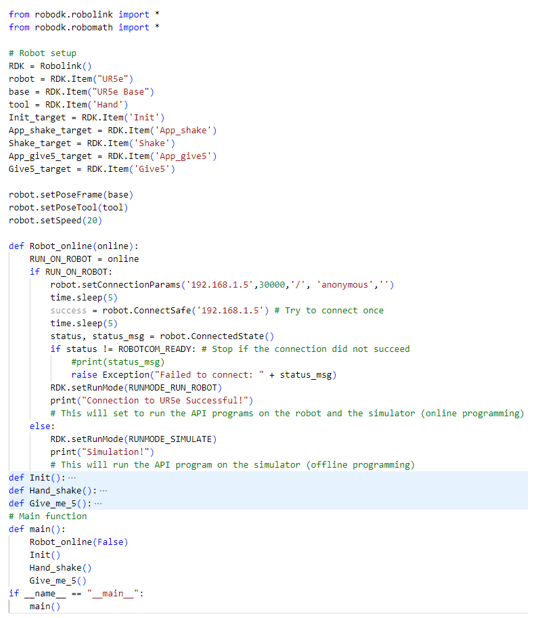 from robodk.robolink import *
from robodk.robomath import *

# Robot setup
RDK = Robolink()
robot = RDK.Item("UR5e")
base = RDK.Item("UR5e Base")
tool = RDK.Item('Hand')
Init_target = RDK.Item('Init')
App_shake_target = RDK.Item('App_shake')
Shake_target = RDK.Item('Shake')
App_give5_target = RDK.Item('App_give5')
Give5_target = RDK.Item('Give5')

robot.setPoseFrame(base)
robot.setPoseTool(tool)
robot.setSpeed(20)

def Robot_online(online):
    RUN_ON_ROBOT = online
    if RUN_ON_ROBOT:
        robot.setConnectionParams('192.168.1.5',30000,'/', 'anonymous','')
        time.sleep(5)
        success = robot.ConnectSafe('192.168.1.5') # Try to connect once
        time.sleep(5)
        status, status_msg = robot.ConnectedState()
        if status != ROBOTCOM_READY: # Stop if the connection did not succeed
            #print(status_msg)
            raise Exception("Failed to connect: " + status_msg)
        RDK.setRunMode(RUNMODE_RUN_ROBOT)
        print("Connection to UR5e Successful!")
        # This will set to run the API programs on the robot and the simulator (online programming)
    else:
        RDK.setRunMode(RUNMODE_SIMULATE)
        print("Simulation!")
        # This will run the API program on the simulator (offline programming)
def Init(): ⋯
def Hand_shake(): ⋯
def Give_me_5(): ⋯
# Main function
def main():
    Robot_online(False)
    Init()
    Hand_shake()
    Give_me_5()
if __name__ == "__main__":
    main()